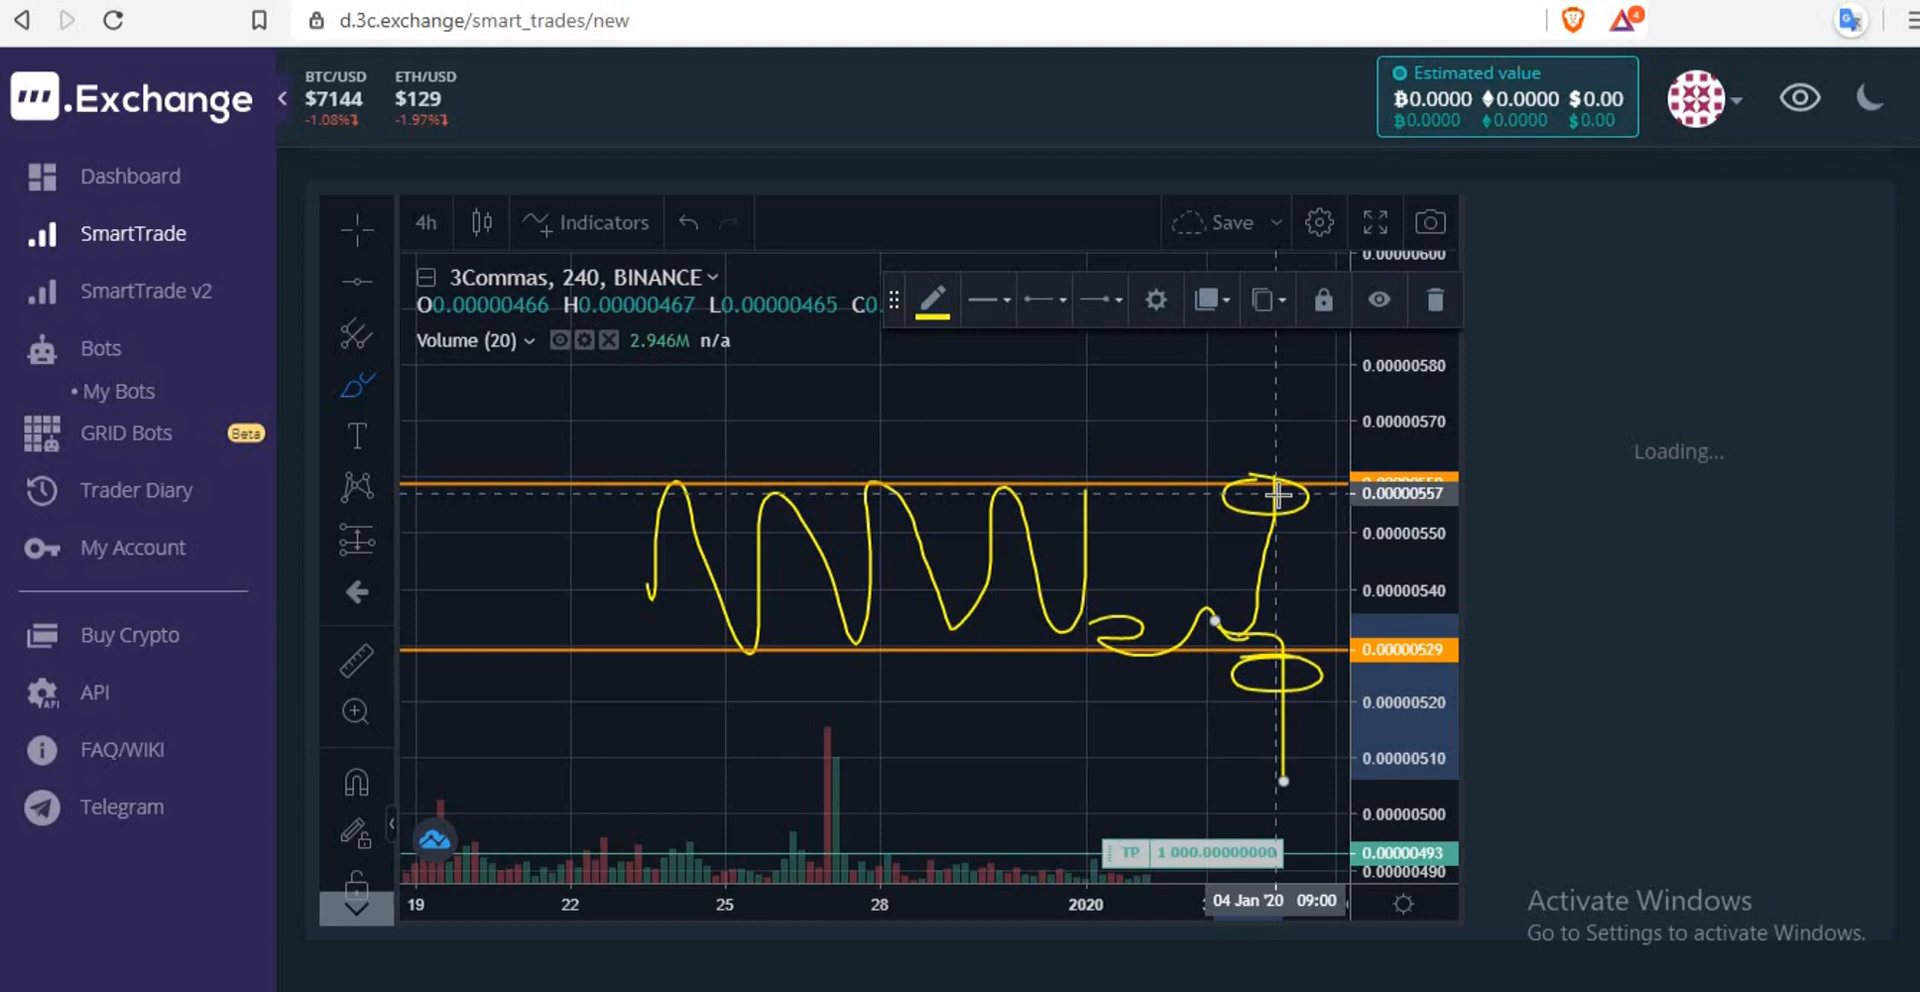 d.3c.exchange/smart_trades/new
4
.Exchange
BTC/USD
$7144
-1.08%
ETH/USD
$129
-1.97%
Estimated value
0.0000 0.0000 $0.00
0.0000 0.0000 $0.00
Dashboard
SmartTrade
SmartTrade v2
Bots
• My Bots
GRID Bots Beta
Trader Diary
My Account
Buy Crypto
API
FAQ/WIKI
Telegram
4h Indicators Save
3Commas, 240, BINANCE
O0.00000466 H0.00000467 L0.00000465 C0.
Volume (20) 2.946M n/a
0.00000600
0.00000580
0.00000570
0.00000557
0.00000550
0.00000540
0.00000529
0.00000520
0.00000510
0.00000500
0.00000493
0.00000490
TP 1 000.00000000
19 22 25 28 2020 04 Jan '20 09:00
Loading...
Activate Windows
Go to Settings to activate Windows.